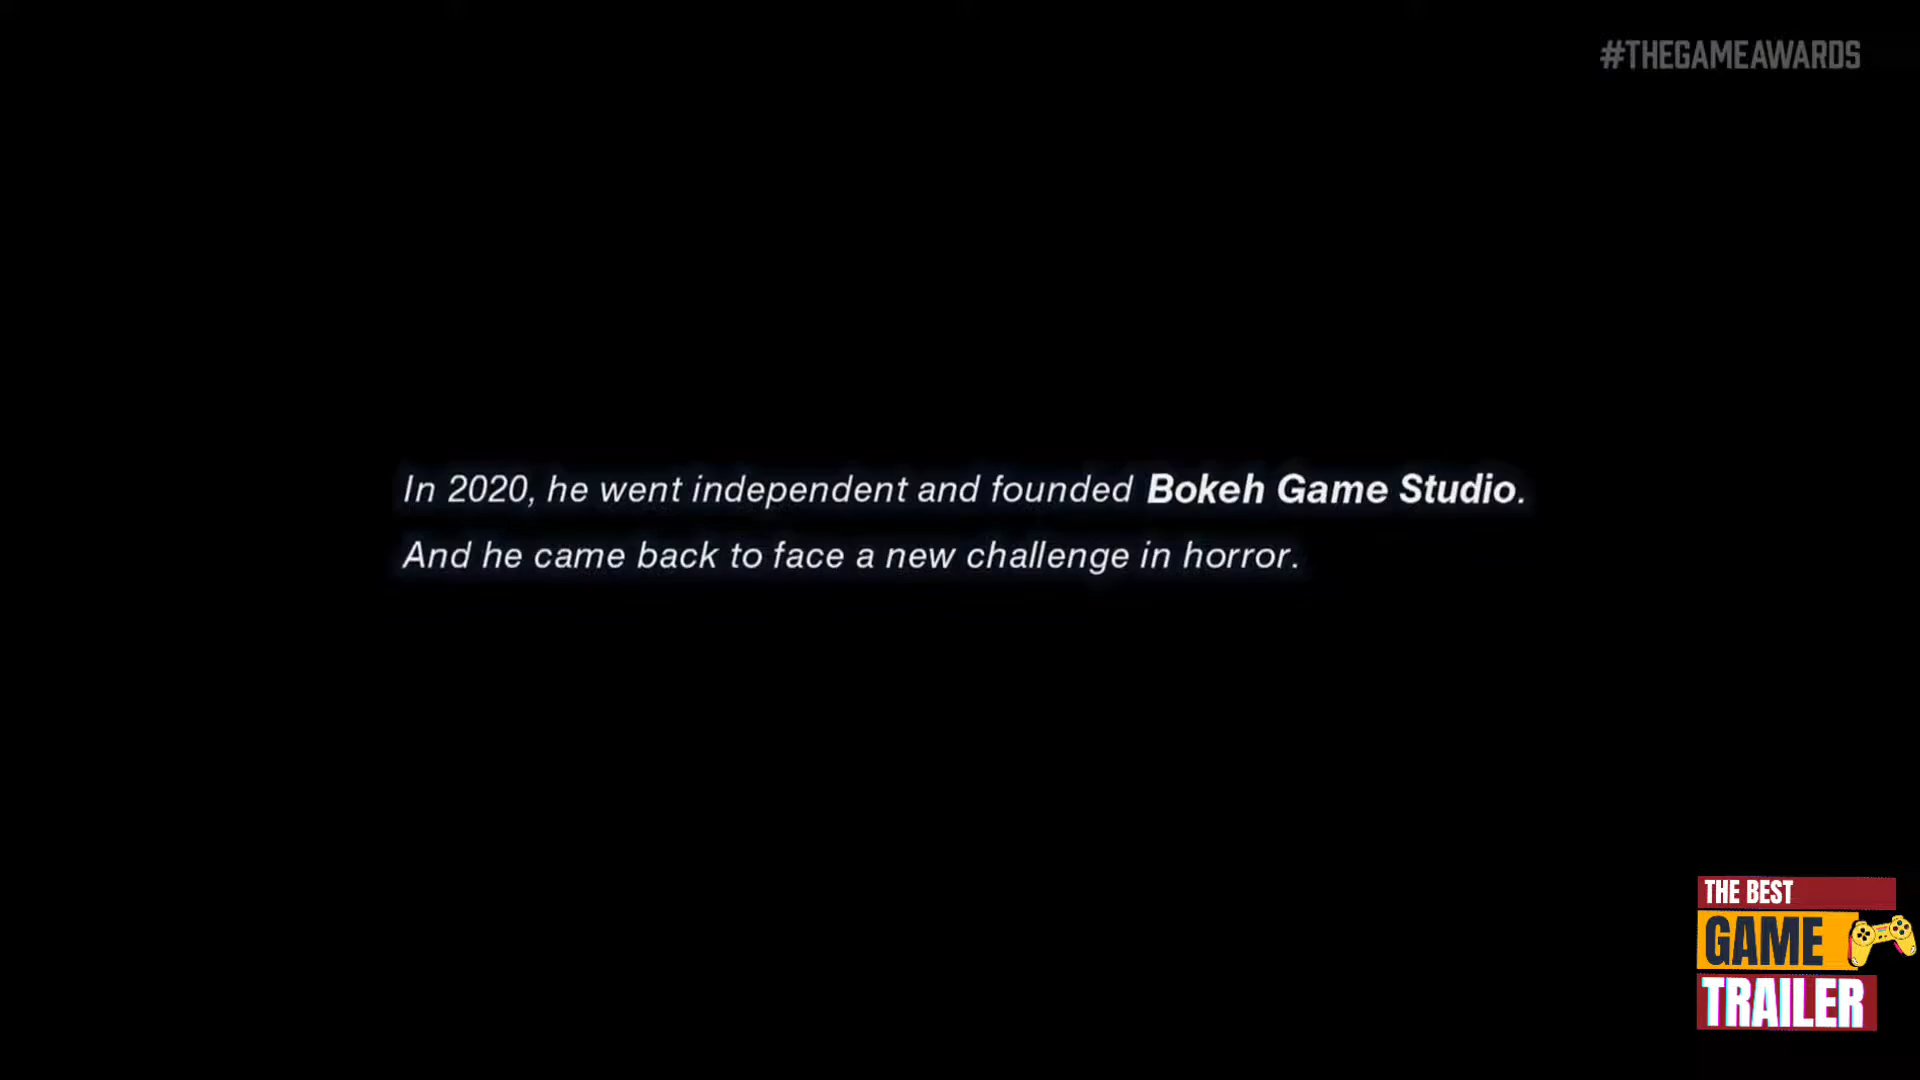 #THEGAMEAWARDS
In 2020, he went independent and founded Bokeh Game Studio.
And he came back to face a new challenge in horror.
THE BEST
GAME
TRAILER